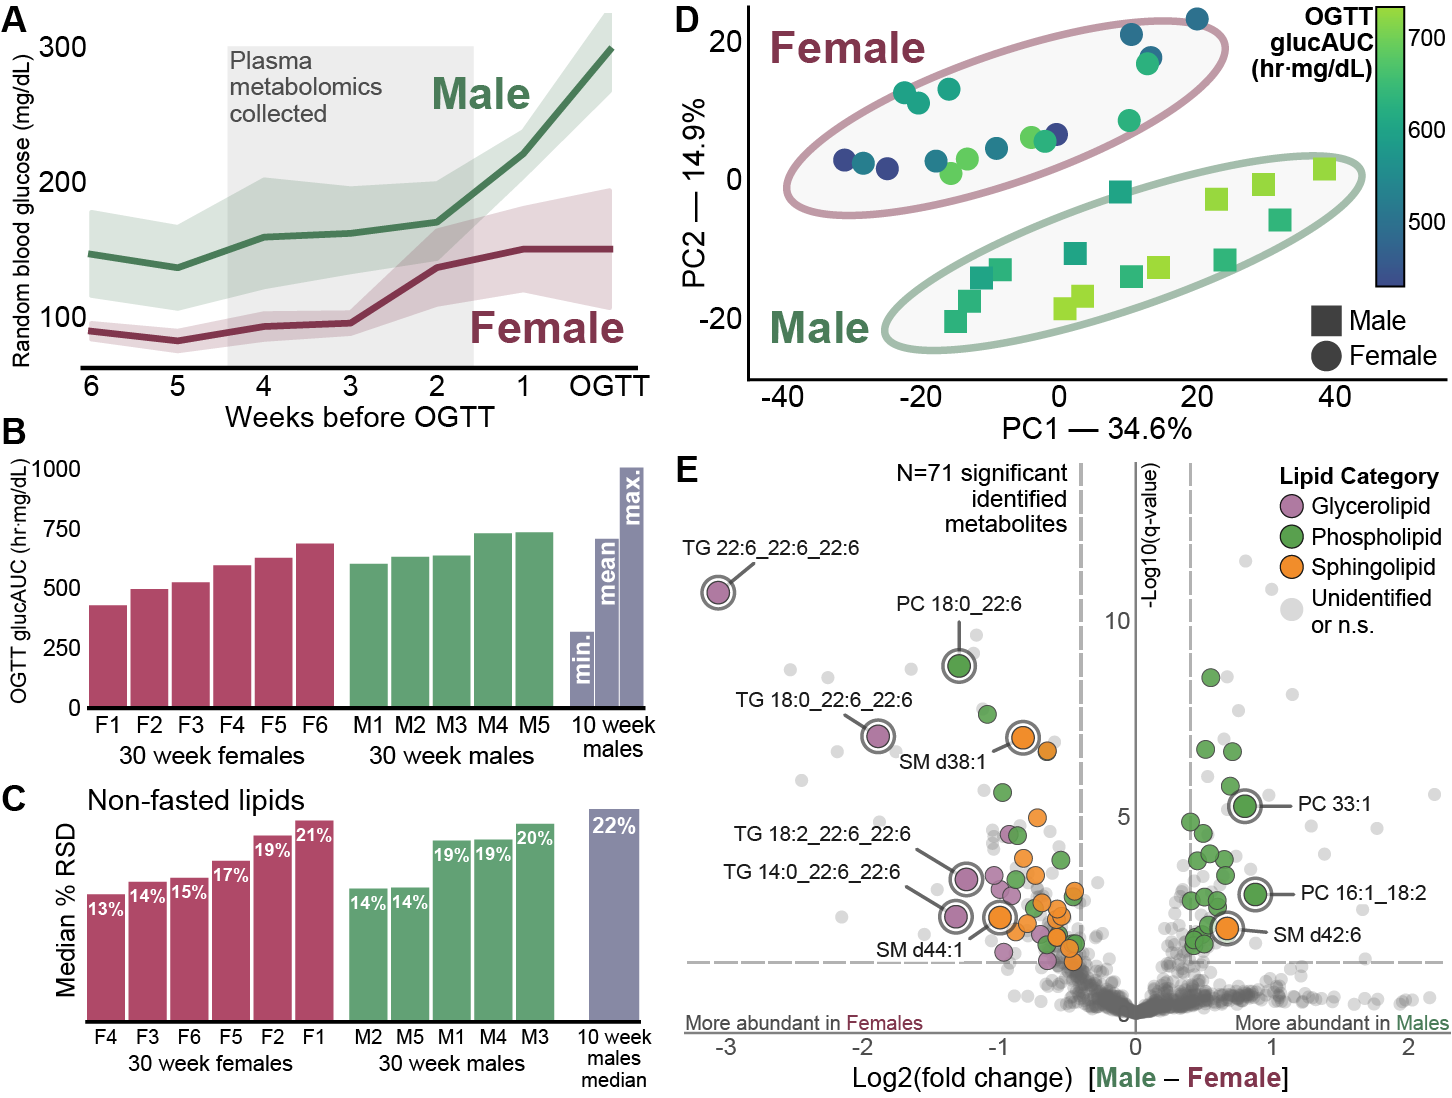 A
Random blood glucose (mg/dL)
300
200
100
Plasma
metabolomics
collected
Male
Female
6 5 4 3 2 1 OGTT
Weeks before OGTT
B
OGTT glucAUC (hr·mg/dL)
1000
750
500
250
0
min.
mean
max.
F1 F2 F3 F4 F5 F6 M1 M2 M3 M4 M5
30 week females
30 week males
10 week
males
C
Non-fasted lipids
Median % RSD
13% 14% 15% 17% 19% 21% 14% 14% 19% 19% 20% 22%
F4 F3 F6 F5 F2 F1 M2 M5 M1 M4 M3
30 week females
30 week males
10 week
males
median
D
PC2 — 14.9%
20
0
-20
Female
Male
OGTT
glucAUC
(hr·mg/dL)
700
600
500
Male
Female
-40 -20 0 20 40
PC1 — 34.6%
E
N=71 significant
identified
metabolites
-Log10(q-value)
10
5
0
Lipid Category
Glycerolipid
Phospholipid
Sphingolipid
Unidentified
or n.s.
TG 22:6_22:6_22:6
PC 18:0_22:6
TG 18:0_22:6_22:6
SM d38:1
TG 18:2_22:6_22:6
TG 14:0_22:6_22:6
SM d44:1
PC 33:1
PC 16:1_18:2
SM d42:6
More abundant in Females
More abundant in Males
-3 -2 -1 0 1 2
Log2(fold change) [Male – Female]